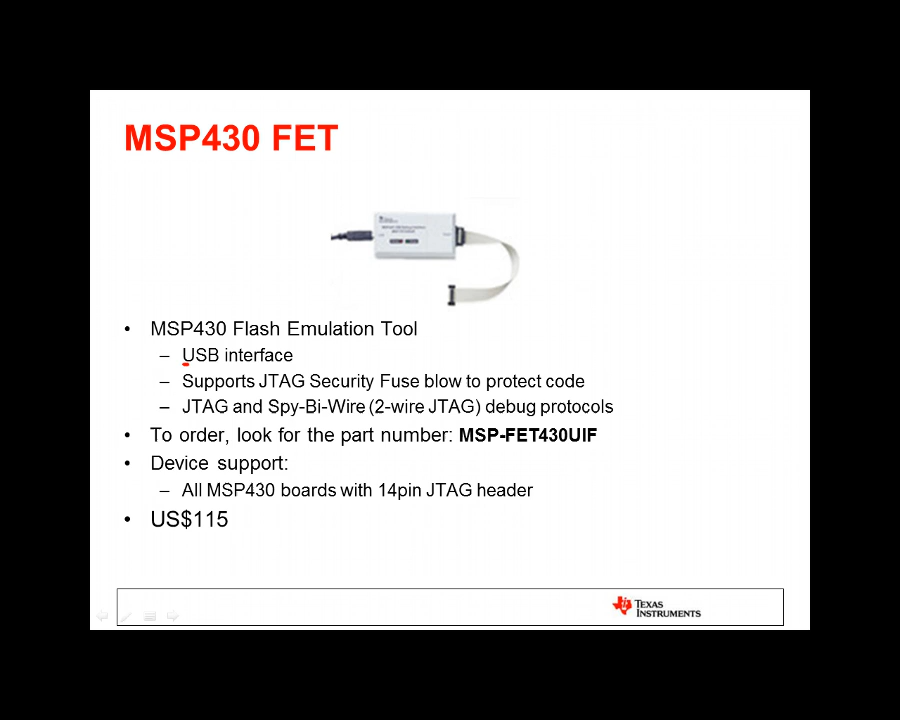 MSP430 FET
• MSP430 Flash Emulation Tool
– USB interface
– Supports JTAG Security Fuse blow to protect code
– JTAG and Spy-Bi-Wire (2-wire JTAG) debug protocols
• To order, look for the part number: MSP-FET430UIF
• Device support:
– All MSP430 boards with 14pin JTAG header
• US$115
TEXAS
INSTRUMENTS